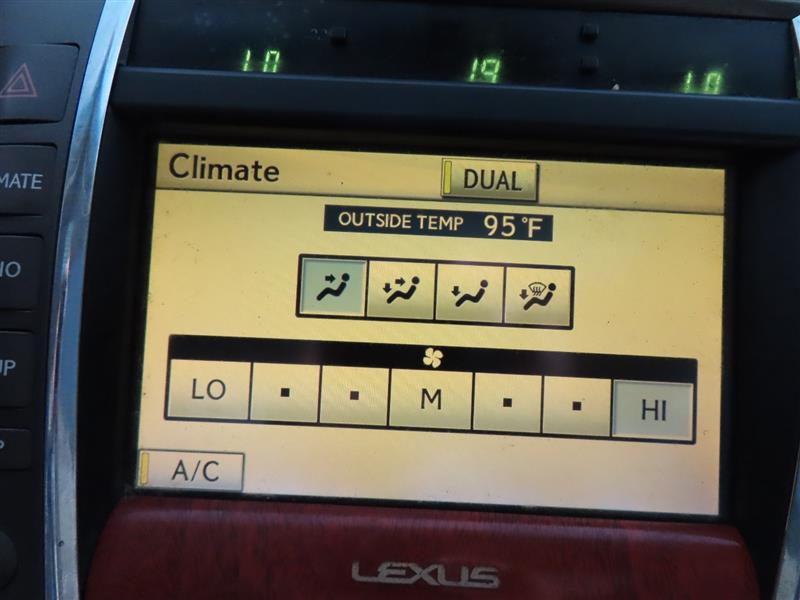 Climate
DUAL
OUTSIDE TEMP 95°F
LO
M
HI
A/C
LEXUS